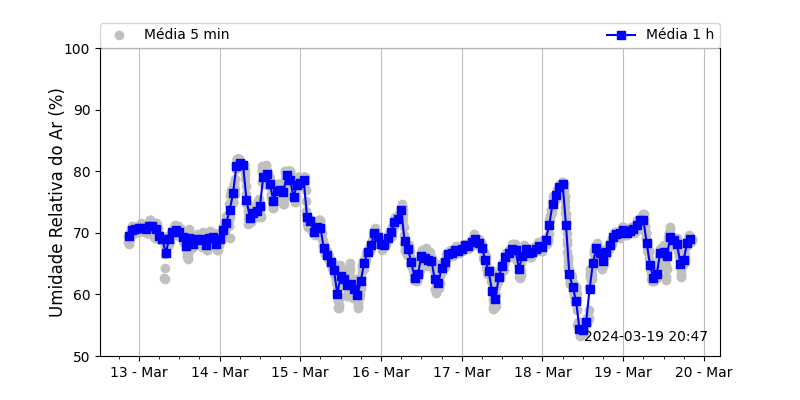 Média 5 min
Média 1 h
Umidade Relativa do Ar (%)
100
90
80
70
60
50
2024-03-19 20:47
13 - Mar
14 - Mar
15 - Mar
16 - Mar
17 - Mar
18 - Mar
19 - Mar
20 - Mar